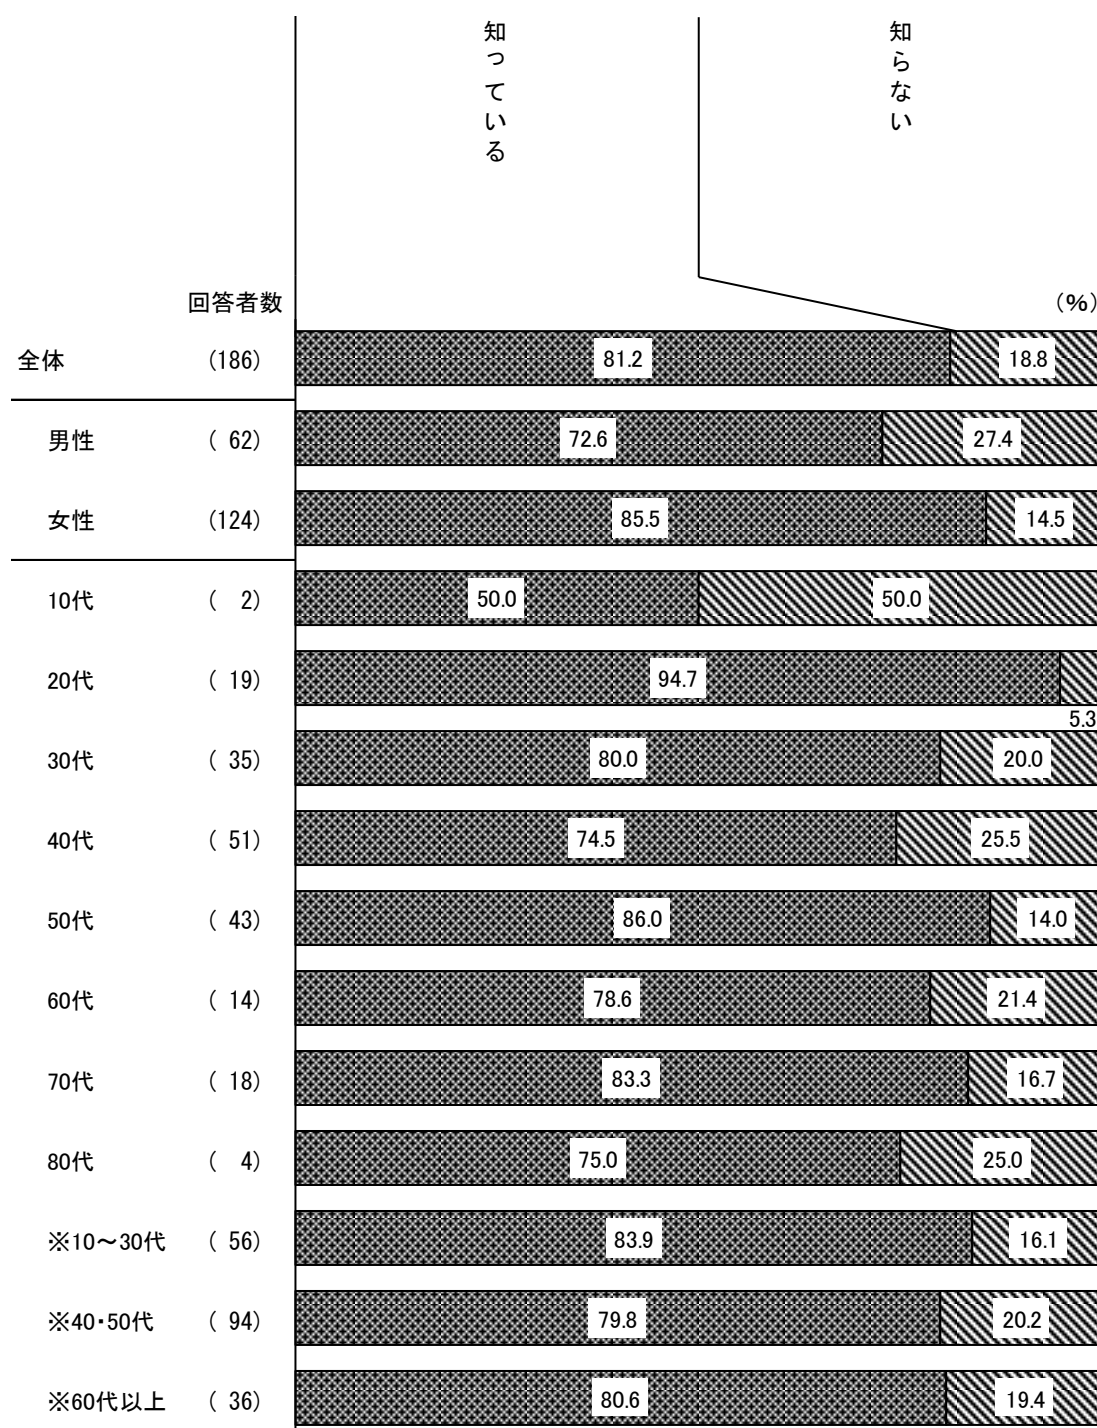 知っている
知らない
回答者数
(%)
全体 (186) 81.2 18.8
男性 ( 62) 72.6 27.4
女性 (124) 85.5 14.5
10代 ( 2) 50.0 50.0
20代 ( 19) 94.7 5.3
30代 ( 35) 80.0 20.0
40代 ( 51) 74.5 25.5
50代 ( 43) 86.0 14.0
60代 ( 14) 78.6 21.4
70代 ( 18) 83.3 16.7
80代 ( 4) 75.0 25.0
※10～30代 ( 56) 83.9 16.1
※40・50代 ( 94) 79.8 20.2
※60代以上 ( 36) 80.6 19.4